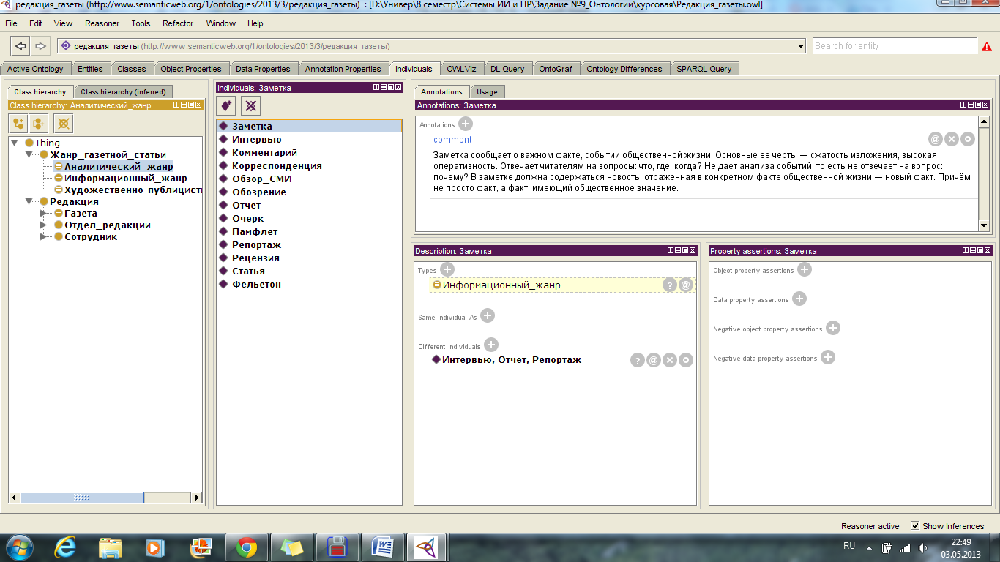 редакция_газеты (http://www.semanticweb.org/1/ontologies/2013/3/редакция_газеты) : [D:\Универ\8 семестр\Системы ИИ и ПР\Задание №9_Онтологии\курсовая\Редакция_газеты.owl]
File Edit View Reasoner Tools Refactor Window Help
редакция_газеты (http://www.semanticweb.org/1/ontologies/2013/3/редакция_газеты)
Search for entity
Active Ontology Entities Classes Object Properties Data Properties Annotation Properties Individuals OWLViz DL Query OntoGraf Ontology Differences SPARQL Query
Class hierarchy Class hierarchy (inferred)
Class hierarchy: Аналитический_жанр
Thing
Жанр_газетной_статьи
Аналитический_жанр
Информационный_жанр
Художественно-публицисти
Редакция
Газета
Отдел_редакции
Сотрудник
Individuals: Заметка
Заметка
Интервью
Комментарий
Корреспонденция
Обзор_СМИ
Обозрение
Отчет
Очерк
Памфлет
Репортаж
Рецензия
Статья
Фельетон
Annotations Usage
Annotations: Заметка
Annotations
comment
Заметка сообщает о важном факте, событии общественной жизни. Основные ее черты — сжатость изложения, высокая
оперативность. Отвечает читателям на вопросы: что, где, когда? Не дает анализа событий, то есть не отвечает на вопрос:
почему? В заметке должна содержаться новость, отраженная в конкретном факте общественной жизни — новый факт. Причём
не просто факт, а факт, имеющий общественное значение.
Description: Заметка
Types
Информационный_жанр
Same Individual As
Different Individuals
Интервью, Отчет, Репортаж
Property assertions: Заметка
Object property assertions
Data property assertions
Negative object property assertions
Negative data property assertions
Reasoner active Show Inferences
RU
22:49
03.05.2013